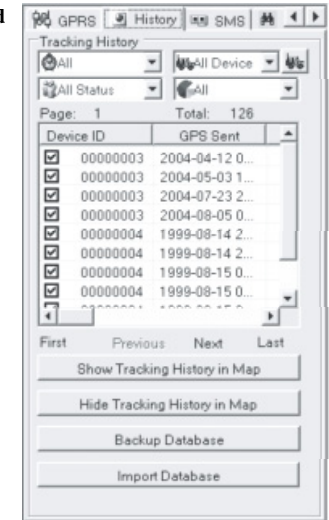 d
GPRS History SMS
Tracking History
All All Device
All Status All
Page: 1 Total: 126
Device ID GPS Sent
00000003 2004-04-12 0...
00000003 2004-05-03 1...
00000003 2004-07-23 2...
00000003 2004-08-05 0...
00000004 1999-08-14 2...
00000004 1999-08-14 2...
00000004 1999-08-15 0...
00000004 1999-08-15 0...
First Previous Next Last
Show Tracking History in Map
Hide Tracking History in Map
Backup Database
Import Database